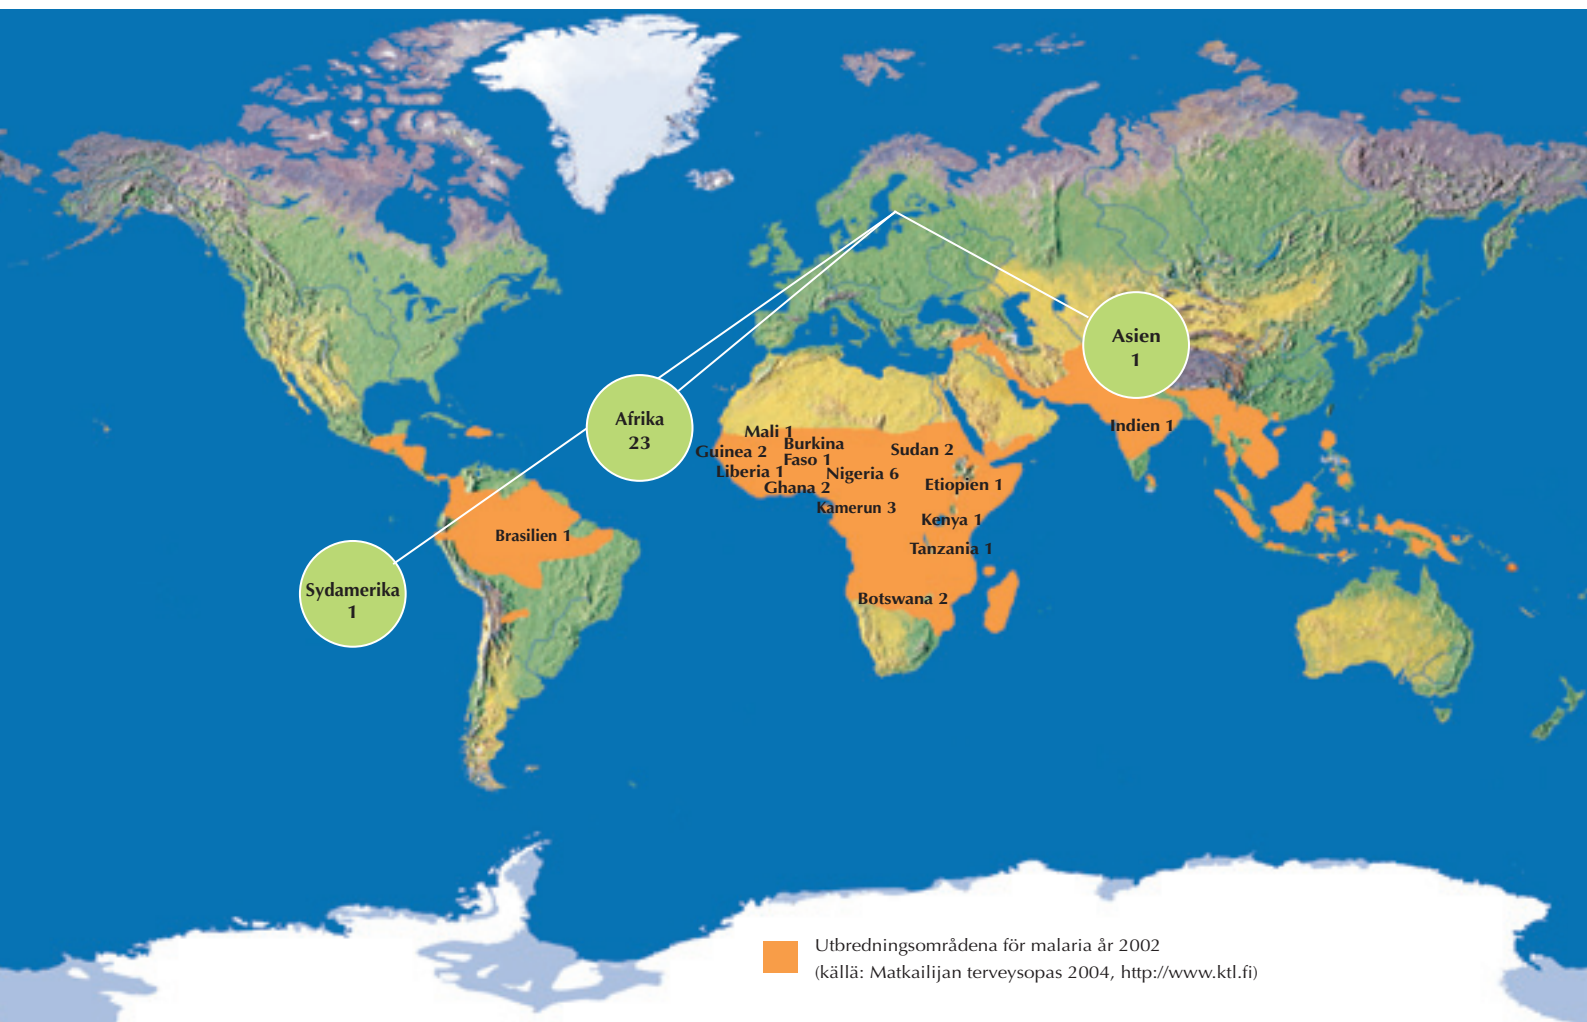 Asien
1
Afrika
23
Mali 1
Burkina
Faso 1
Guinea 2
Liberia 1
Ghana 2
Nigeria 6
Kamerun 3
Sudan 2
Etiopien 1
Kenya 1
Tanzania 1
Botswana 2
Indien 1
Brasilien 1
Sydamerika
1
Utbredningsområdena för malaria år 2002
(källä: Matkailijan terveysopas 2004, http://www.ktl.fi)